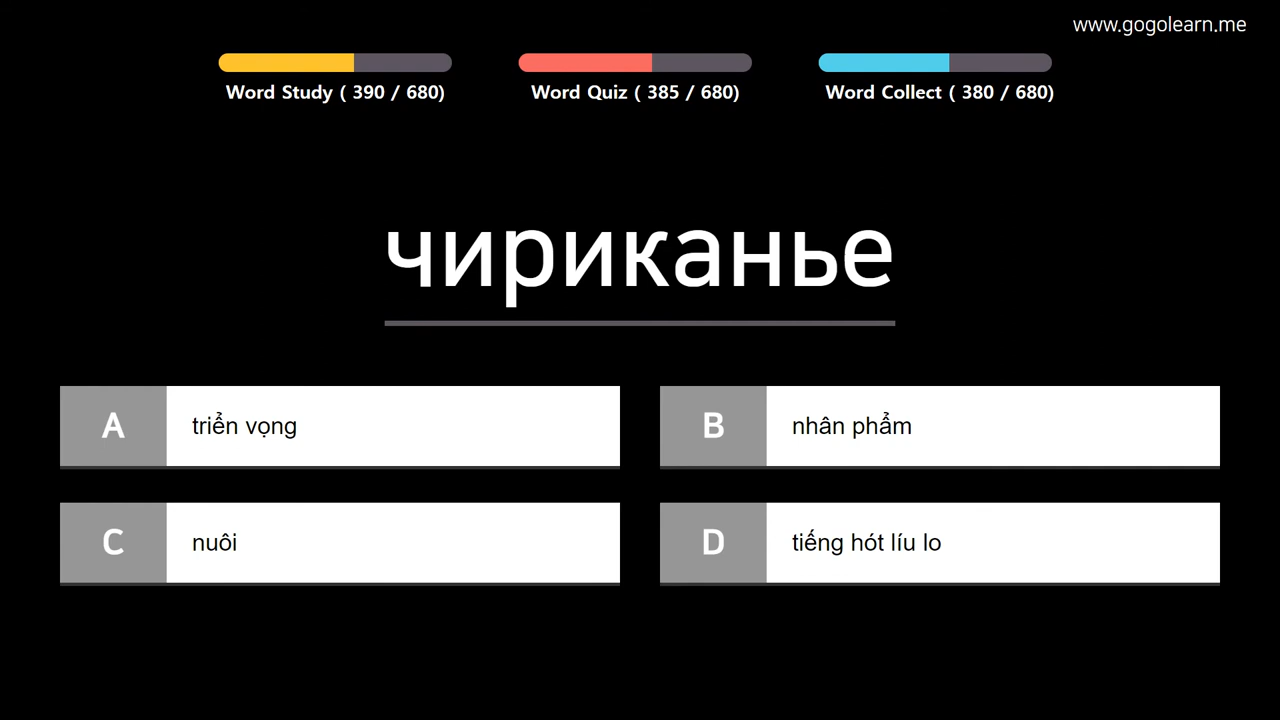 www.gogolearn.me
Word Study ( 390 / 680)
Word Quiz ( 385 / 680)
Word Collect ( 380 / 680)
чириканье
A
triển vọng
B
nhân phẩm
C
nuôi
D
tiếng hót líu lo